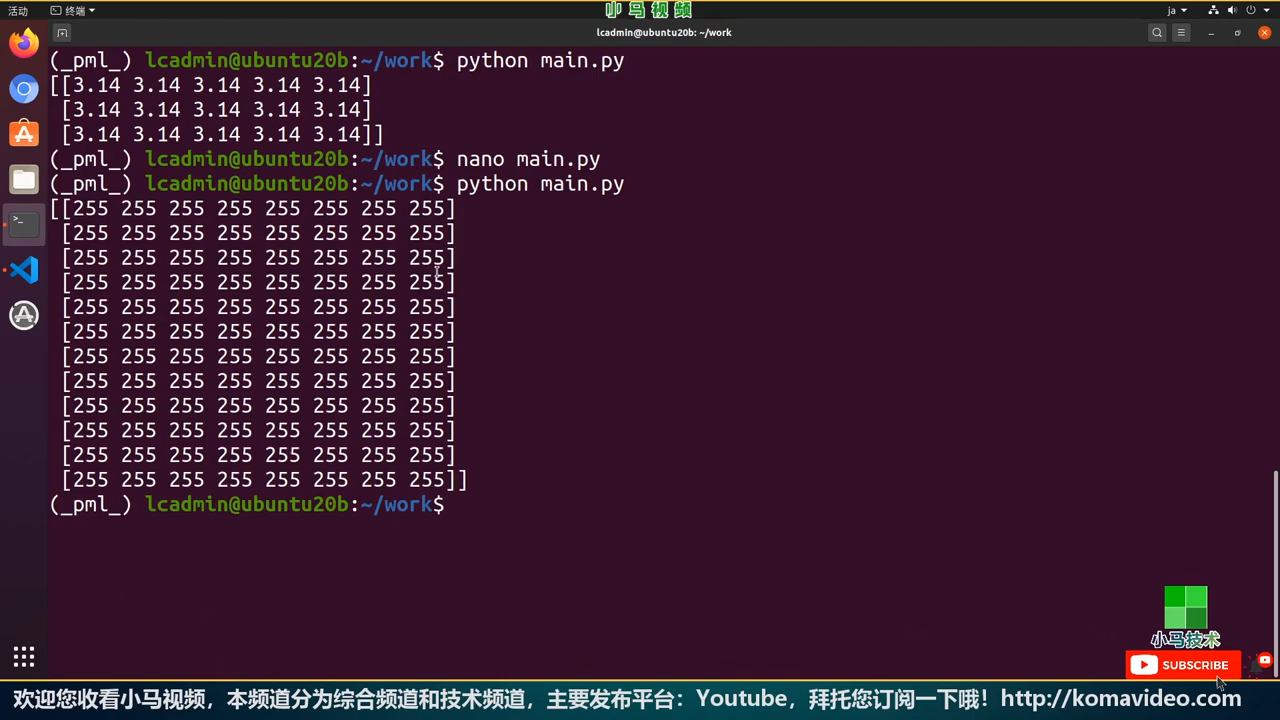 活动
终端
小马视频
ja
lcadmin@ubuntu20b: ~/work
(_pml_) lcadmin@ubuntu20b:~/work$ python main.py
[[3.14 3.14 3.14 3.14 3.14]
 [3.14 3.14 3.14 3.14 3.14]
 [3.14 3.14 3.14 3.14 3.14]]
(_pml_) lcadmin@ubuntu20b:~/work$ nano main.py
(_pml_) lcadmin@ubuntu20b:~/work$ python main.py
[[255 255 255 255 255 255 255 255]
 [255 255 255 255 255 255 255 255]
 [255 255 255 255 255 255 255 255]
 [255 255 255 255 255 255 255 255]
 [255 255 255 255 255 255 255 255]
 [255 255 255 255 255 255 255 255]
 [255 255 255 255 255 255 255 255]
 [255 255 255 255 255 255 255 255]
 [255 255 255 255 255 255 255 255]
 [255 255 255 255 255 255 255 255]
 [255 255 255 255 255 255 255 255]
 [255 255 255 255 255 255 255 255]]
(_pml_) lcadmin@ubuntu20b:~/work$
小马技术
SUBSCRIBE
欢迎您收看小马视频，本频道分为综合频道和技术频道，主要发布平台：Youtube，拜托您订阅一下哦！http://komavideo.com